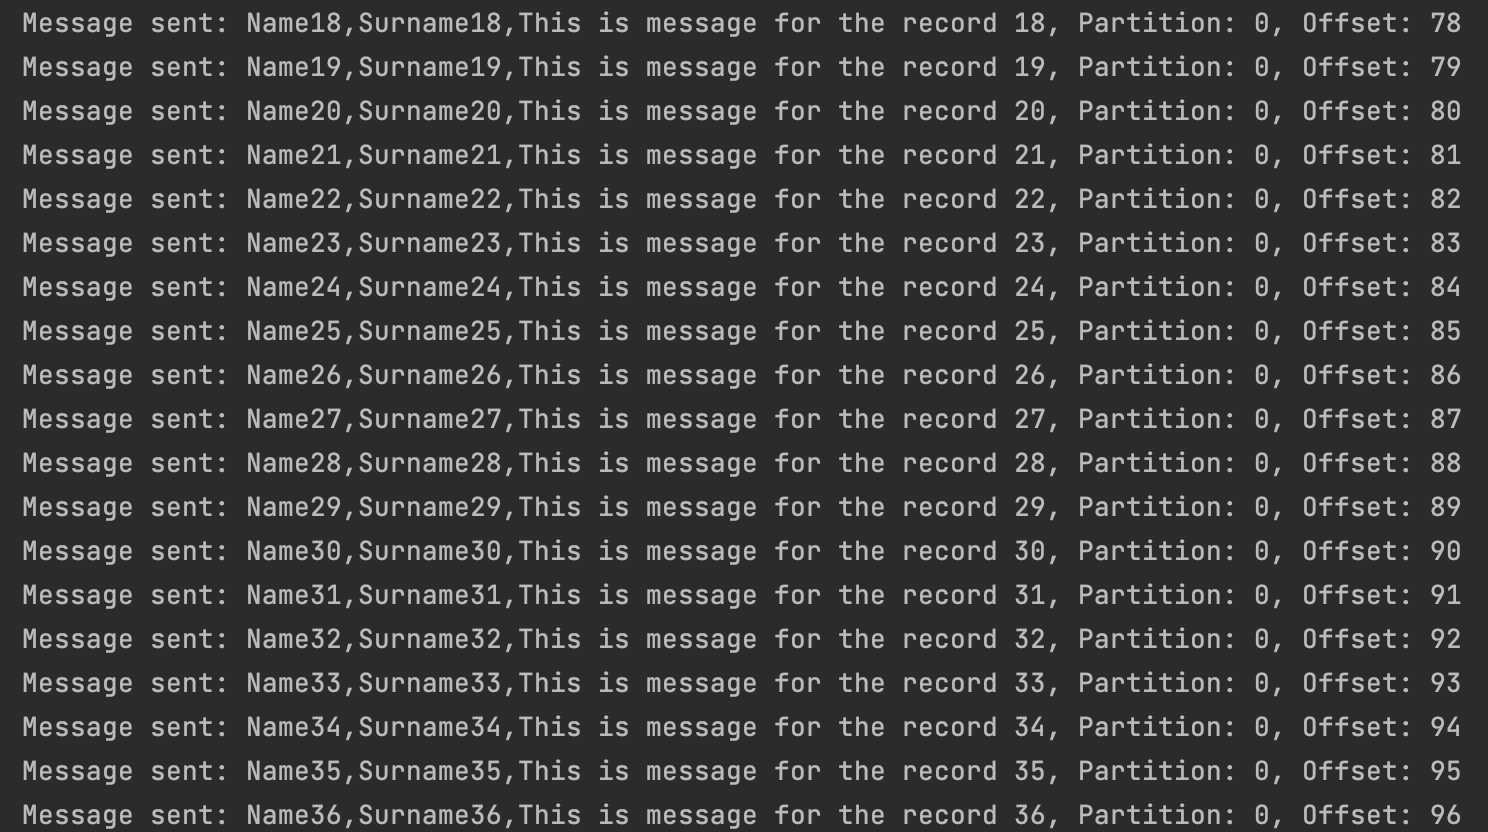 Message sent: Name18,Surname18,This is message for the record 18, Partition: 0, Offset: 78
Message sent: Name19,Surname19,This is message for the record 19, Partition: 0, Offset: 79
Message sent: Name20,Surname20,This is message for the record 20, Partition: 0, Offset: 80
Message sent: Name21,Surname21,This is message for the record 21, Partition: 0, Offset: 81
Message sent: Name22,Surname22,This is message for the record 22, Partition: 0, Offset: 82
Message sent: Name23,Surname23,This is message for the record 23, Partition: 0, Offset: 83
Message sent: Name24,Surname24,This is message for the record 24, Partition: 0, Offset: 84
Message sent: Name25,Surname25,This is message for the record 25, Partition: 0, Offset: 85
Message sent: Name26,Surname26,This is message for the record 26, Partition: 0, Offset: 86
Message sent: Name27,Surname27,This is message for the record 27, Partition: 0, Offset: 87
Message sent: Name28,Surname28,This is message for the record 28, Partition: 0, Offset: 88
Message sent: Name29,Surname29,This is message for the record 29, Partition: 0, Offset: 89
Message sent: Name30,Surname30,This is message for the record 30, Partition: 0, Offset: 90
Message sent: Name31,Surname31,This is message for the record 31, Partition: 0, Offset: 91
Message sent: Name32,Surname32,This is message for the record 32, Partition: 0, Offset: 92
Message sent: Name33,Surname33,This is message for the record 33, Partition: 0, Offset: 93
Message sent: Name34,Surname34,This is message for the record 34, Partition: 0, Offset: 94
Message sent: Name35,Surname35,This is message for the record 35, Partition: 0, Offset: 95
Message sent: Name36,Surname36,This is message for the record 36, Partition: 0, Offset: 96